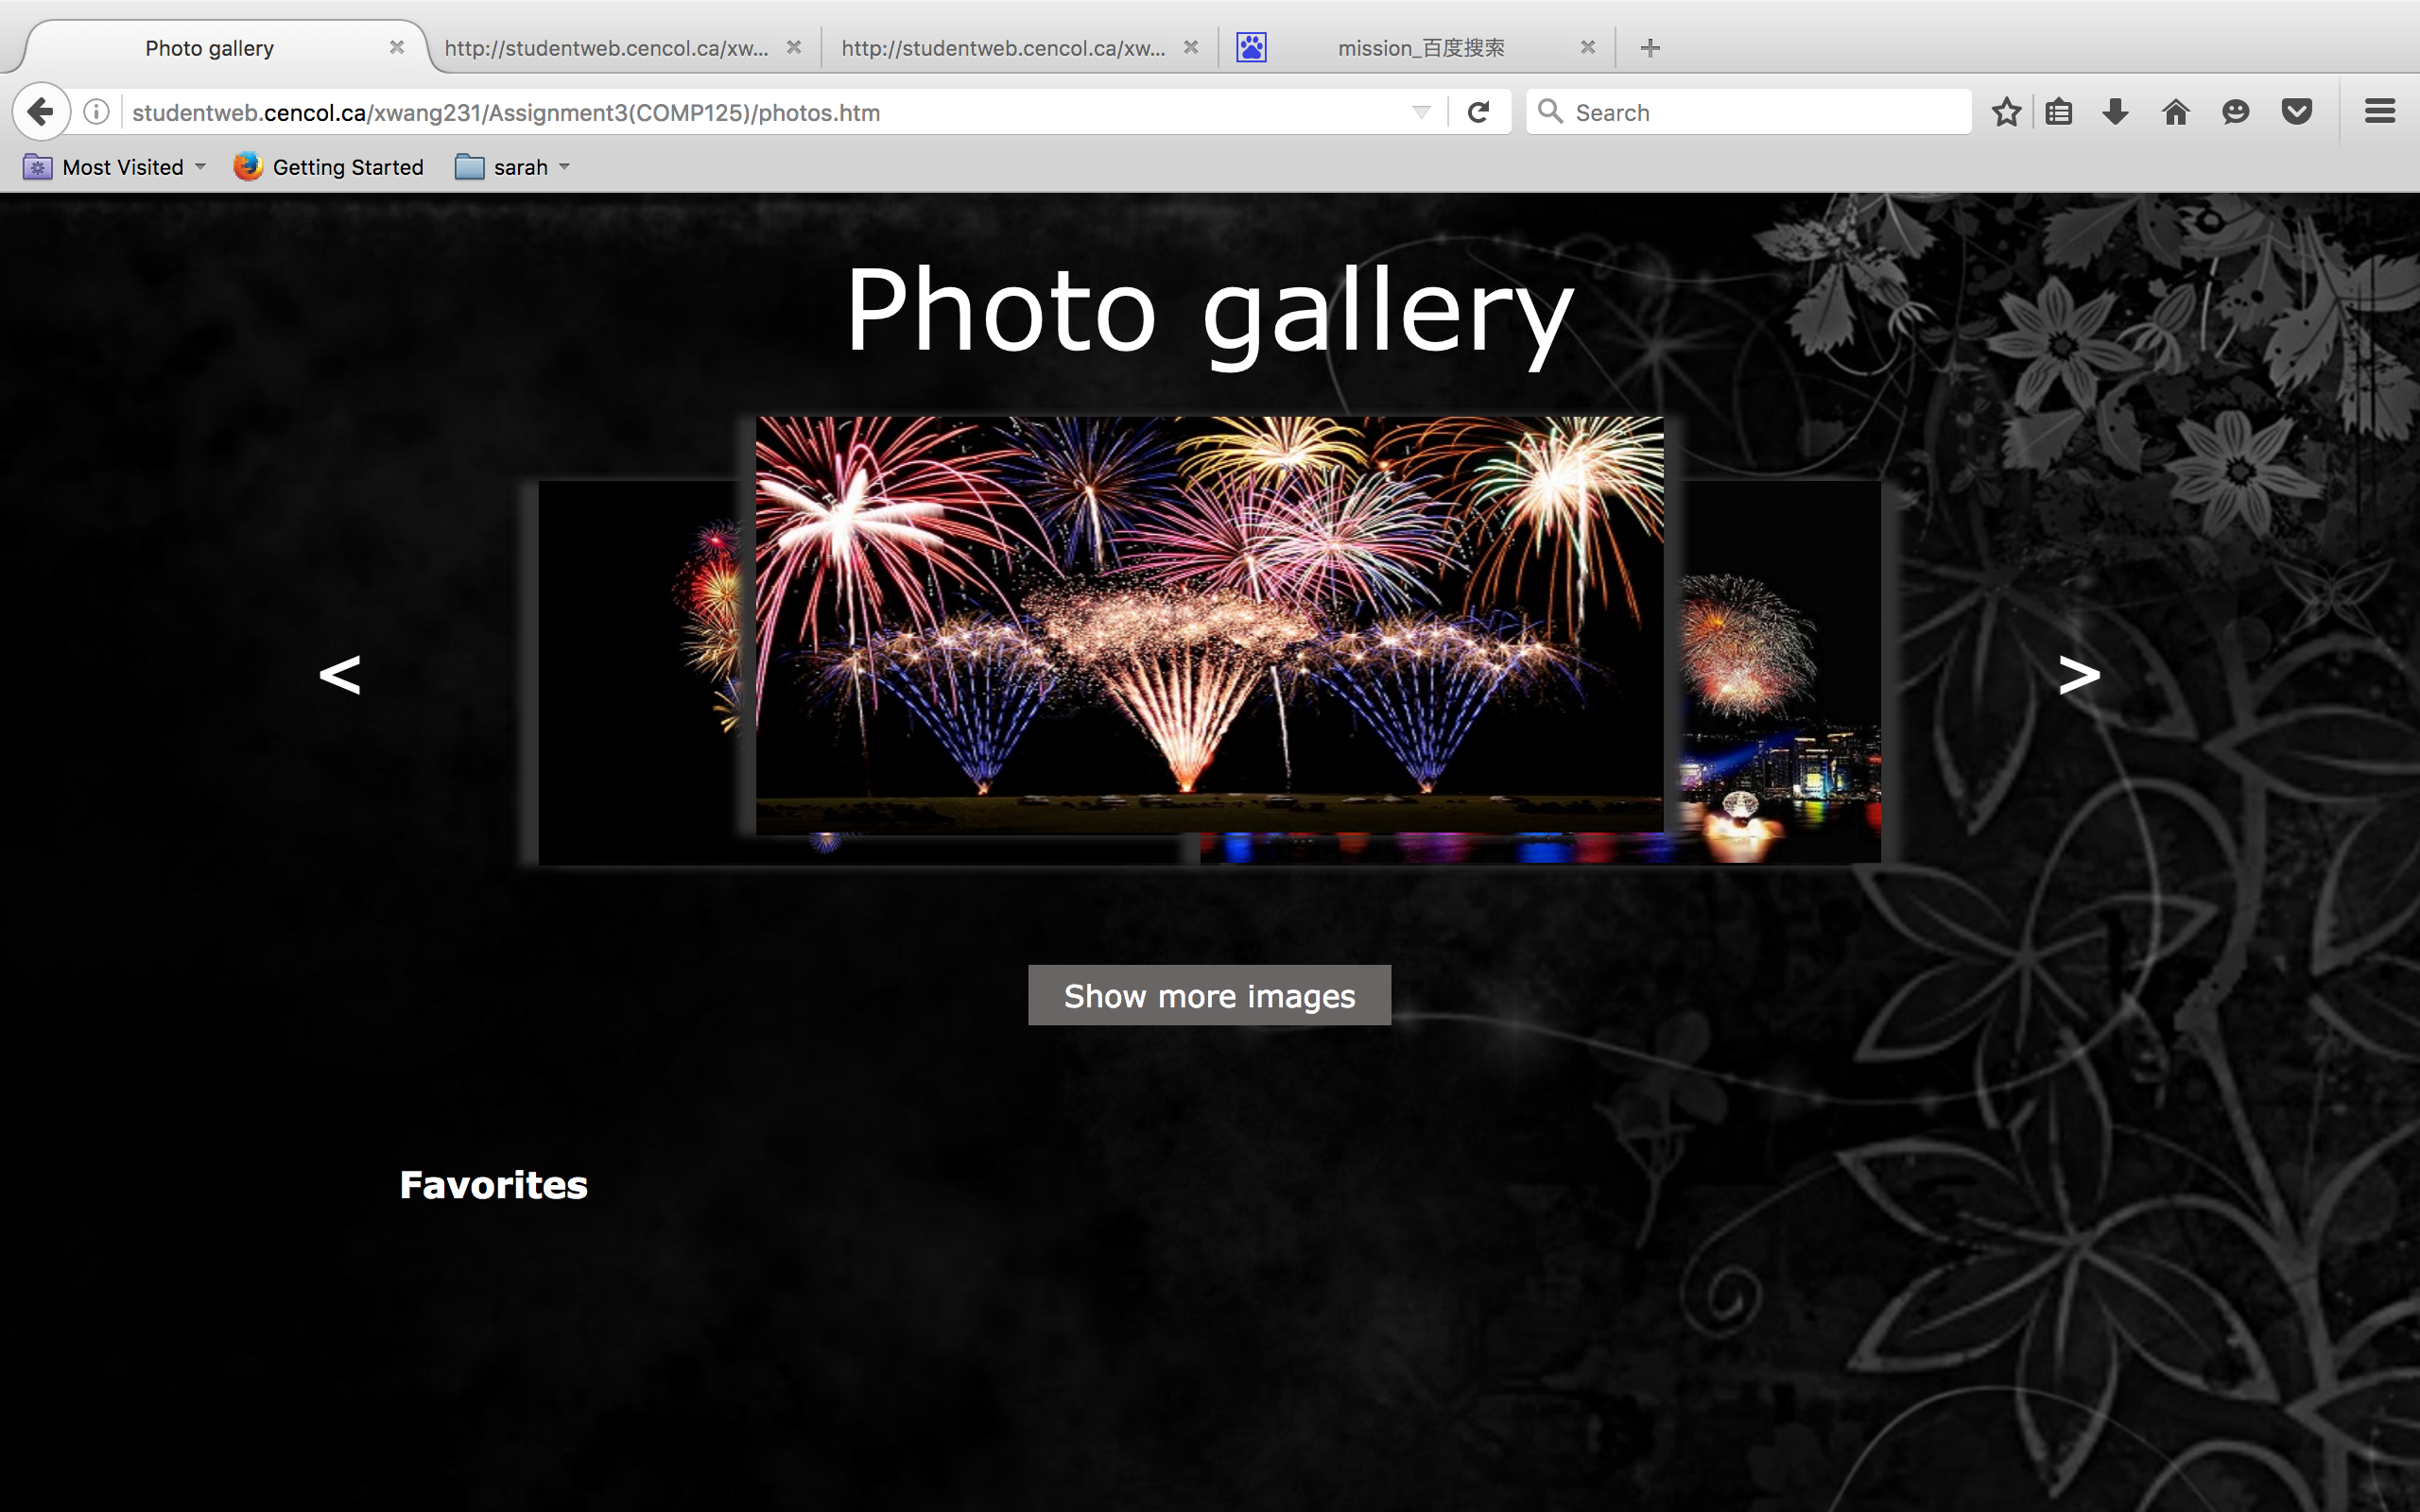 Photo gallery
http://studentweb.cencol.ca/xw...
http://studentweb.cencol.ca/xw...
mission_百度搜索
studentweb.cencol.ca/xwang231/Assignment3(COMP125)/photos.htm
Search
Most Visited
Getting Started
sarah
Photo gallery
<
>
Show more images
Favorites